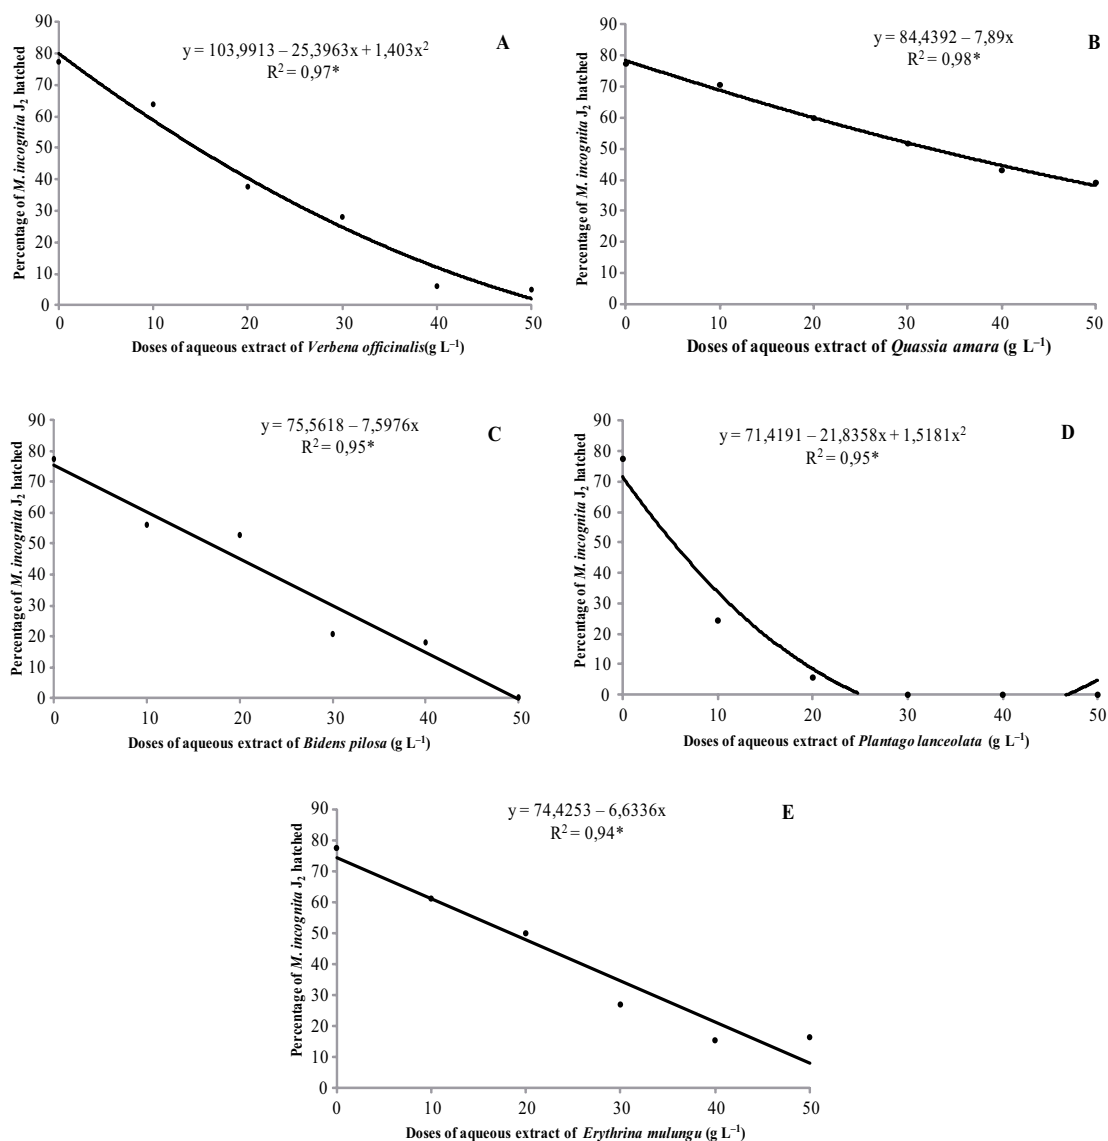 A
y = 103,9913 – 25,3963x + 1,403x²
R² = 0,97*
Percentage of M. incognita J₂ hatched
90
80
70
60
50
40
30
20
10
0
0 10 20 30 40 50
Doses of aqueous extract of Verbena officinalis(g L⁻¹)
B
y = 84,4392 – 7,89x
R² = 0,98*
Percentage of M. incognita J₂ hatched
90
80
70
60
50
40
30
20
10
0
0 10 20 30 40 50
Doses of aqueous extract of Quassia amara (g L⁻¹)
C
y = 75,5618 – 7,5976x
R² = 0,95*
Percentage of M. incognita J₂ hatched
90
80
70
60
50
40
30
20
10
0
0 10 20 30 40 50
Doses of aqueous extract of Bidens pilosa (g L⁻¹)
D
y = 71,4191 – 21,8358x + 1,5181x²
R² = 0,95*
Percentage of M. incognita J₂ hatched
90
80
70
60
50
40
30
20
10
0
0 10 20 30 40 50
Doses of aqueous extract of Plantago lanceolata (g L⁻¹)
E
y = 74,4253 – 6,6336x
R² = 0,94*
Percentage of M. incognita J₂ hatched
90
80
70
60
50
40
30
20
10
0
0 10 20 30 40 50
Doses of aqueous extract of Erythrina mulungu (g L⁻¹)